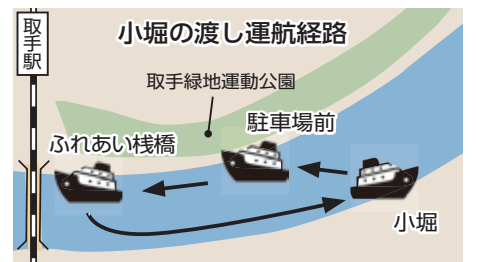 小堀の渡し運航経路
取手駅
取手緑地運動公園
駐車場前
ふれあい桟橋
小堀